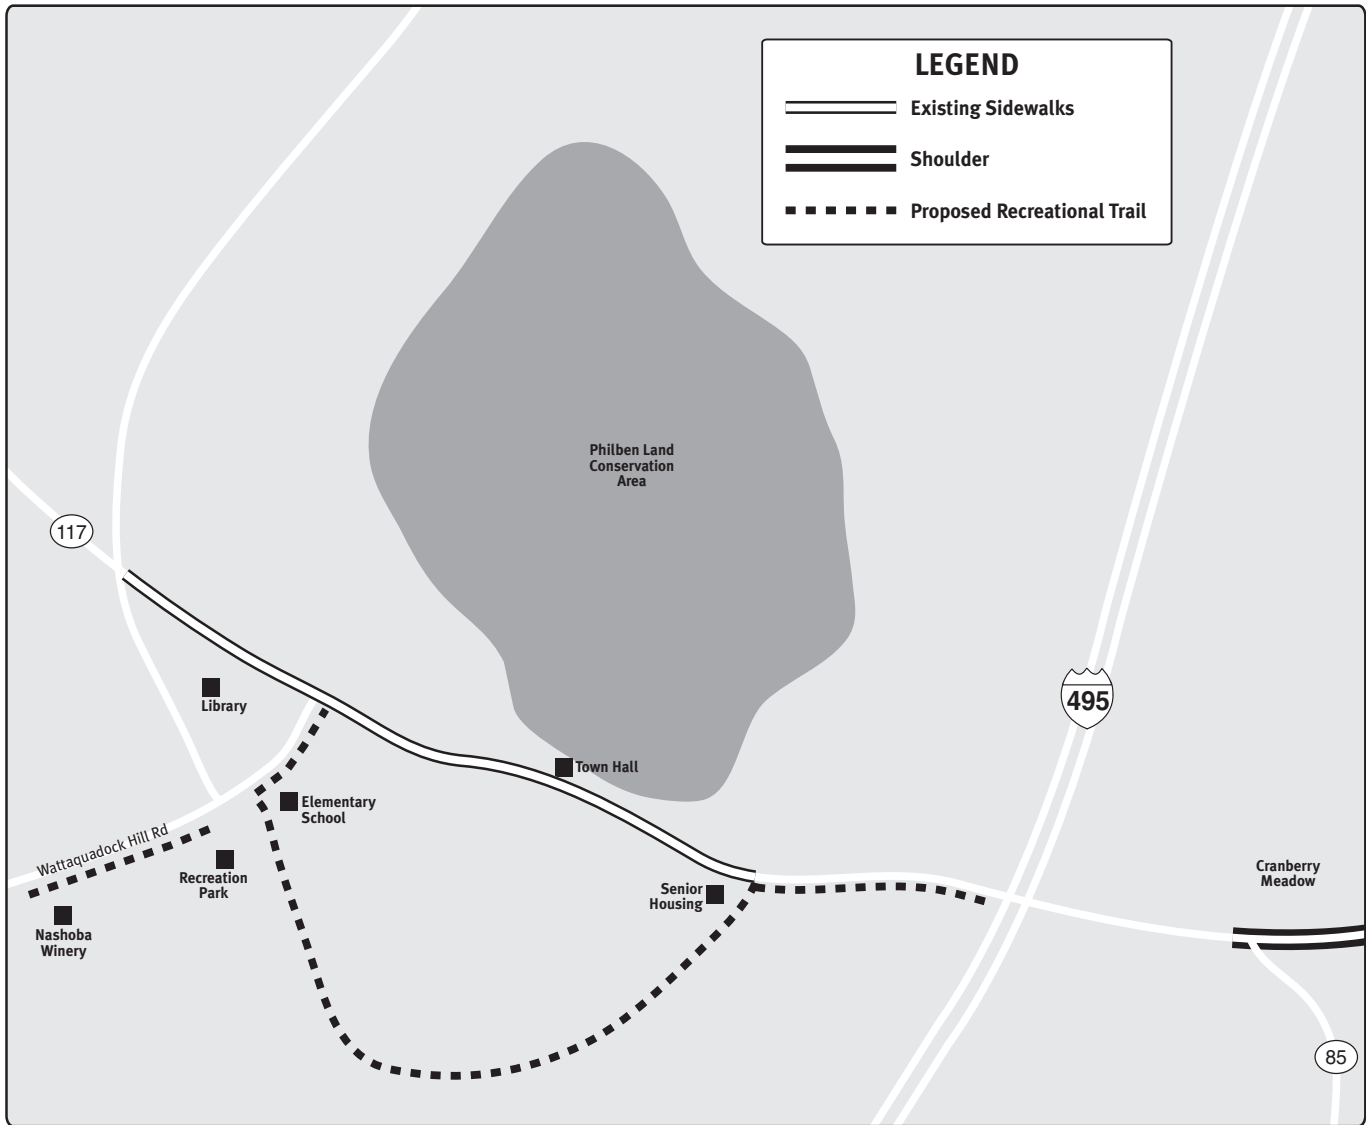 LEGEND
Existing Sidewalks
Shoulder
Proposed Recreational Trail
Philben Land
Conservation
Area
117
495
Library
Town Hall
Elementary
School
Wattaquadock Hill Rd
Recreation
Park
Nashoba
Winery
Senior
Housing
Cranberry
Meadow
85